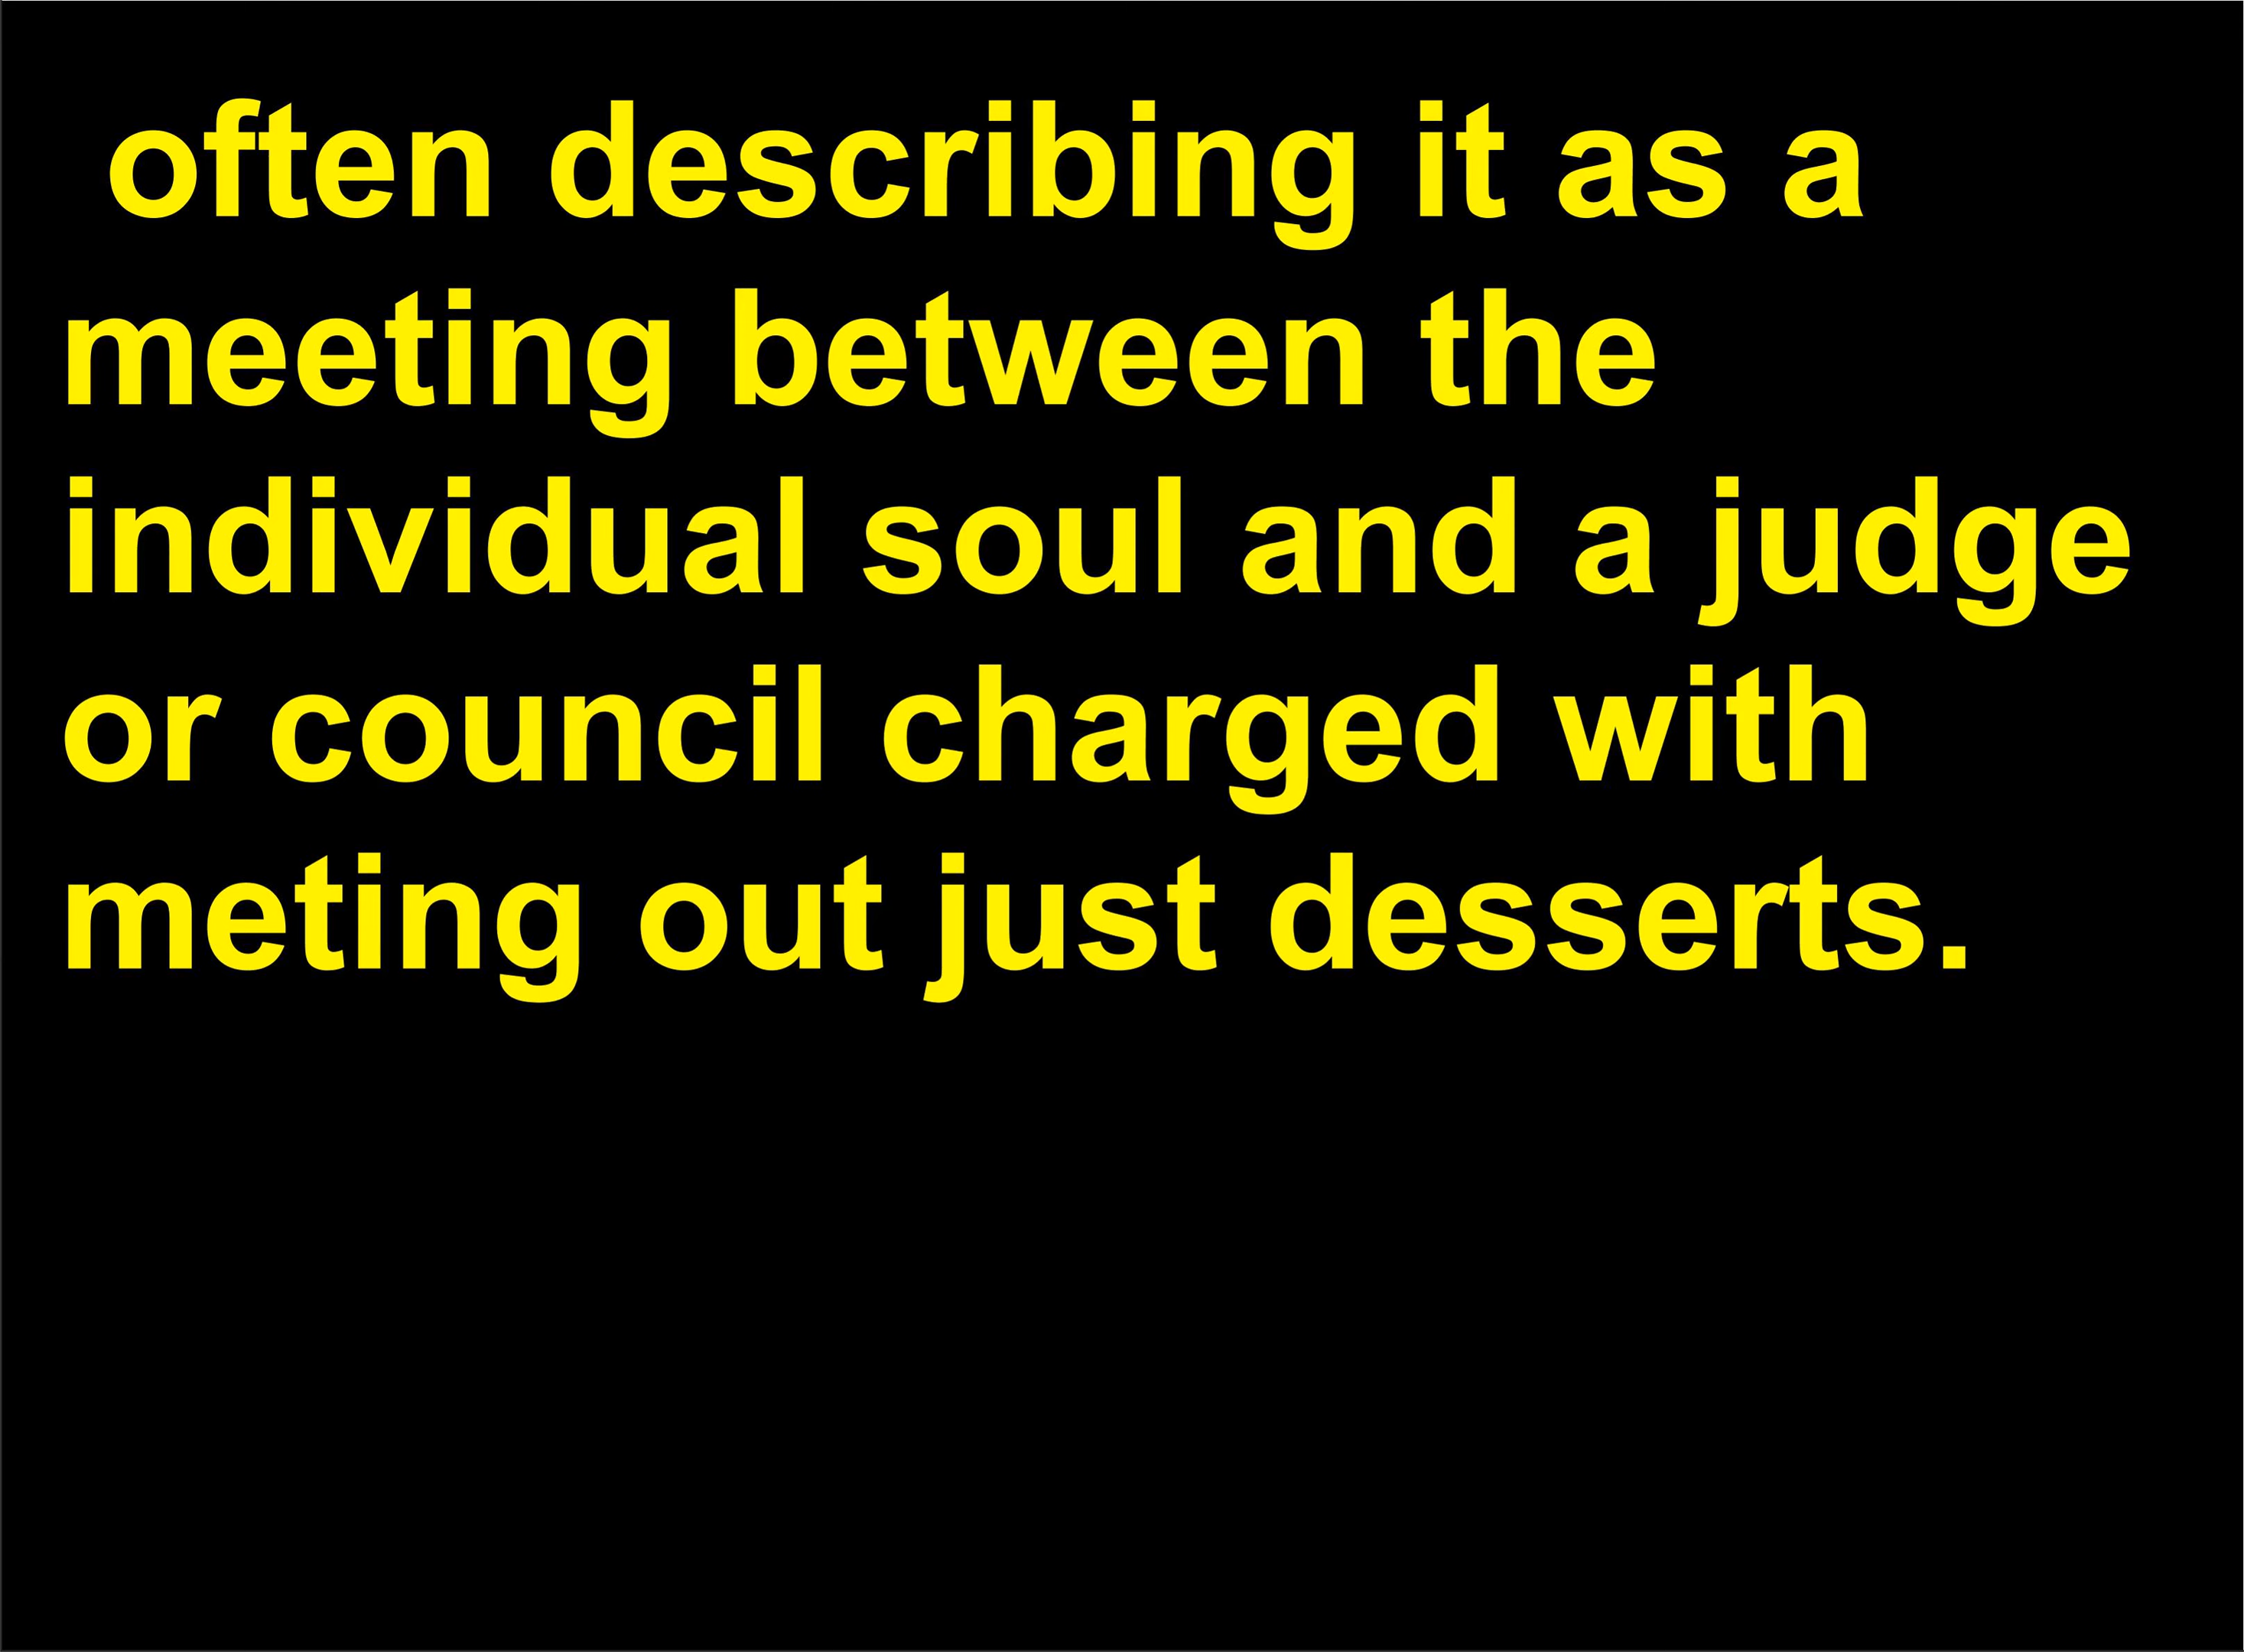 often describing it as a
meeting between the
individual soul and a judge
or council charged with
meting out just desserts.